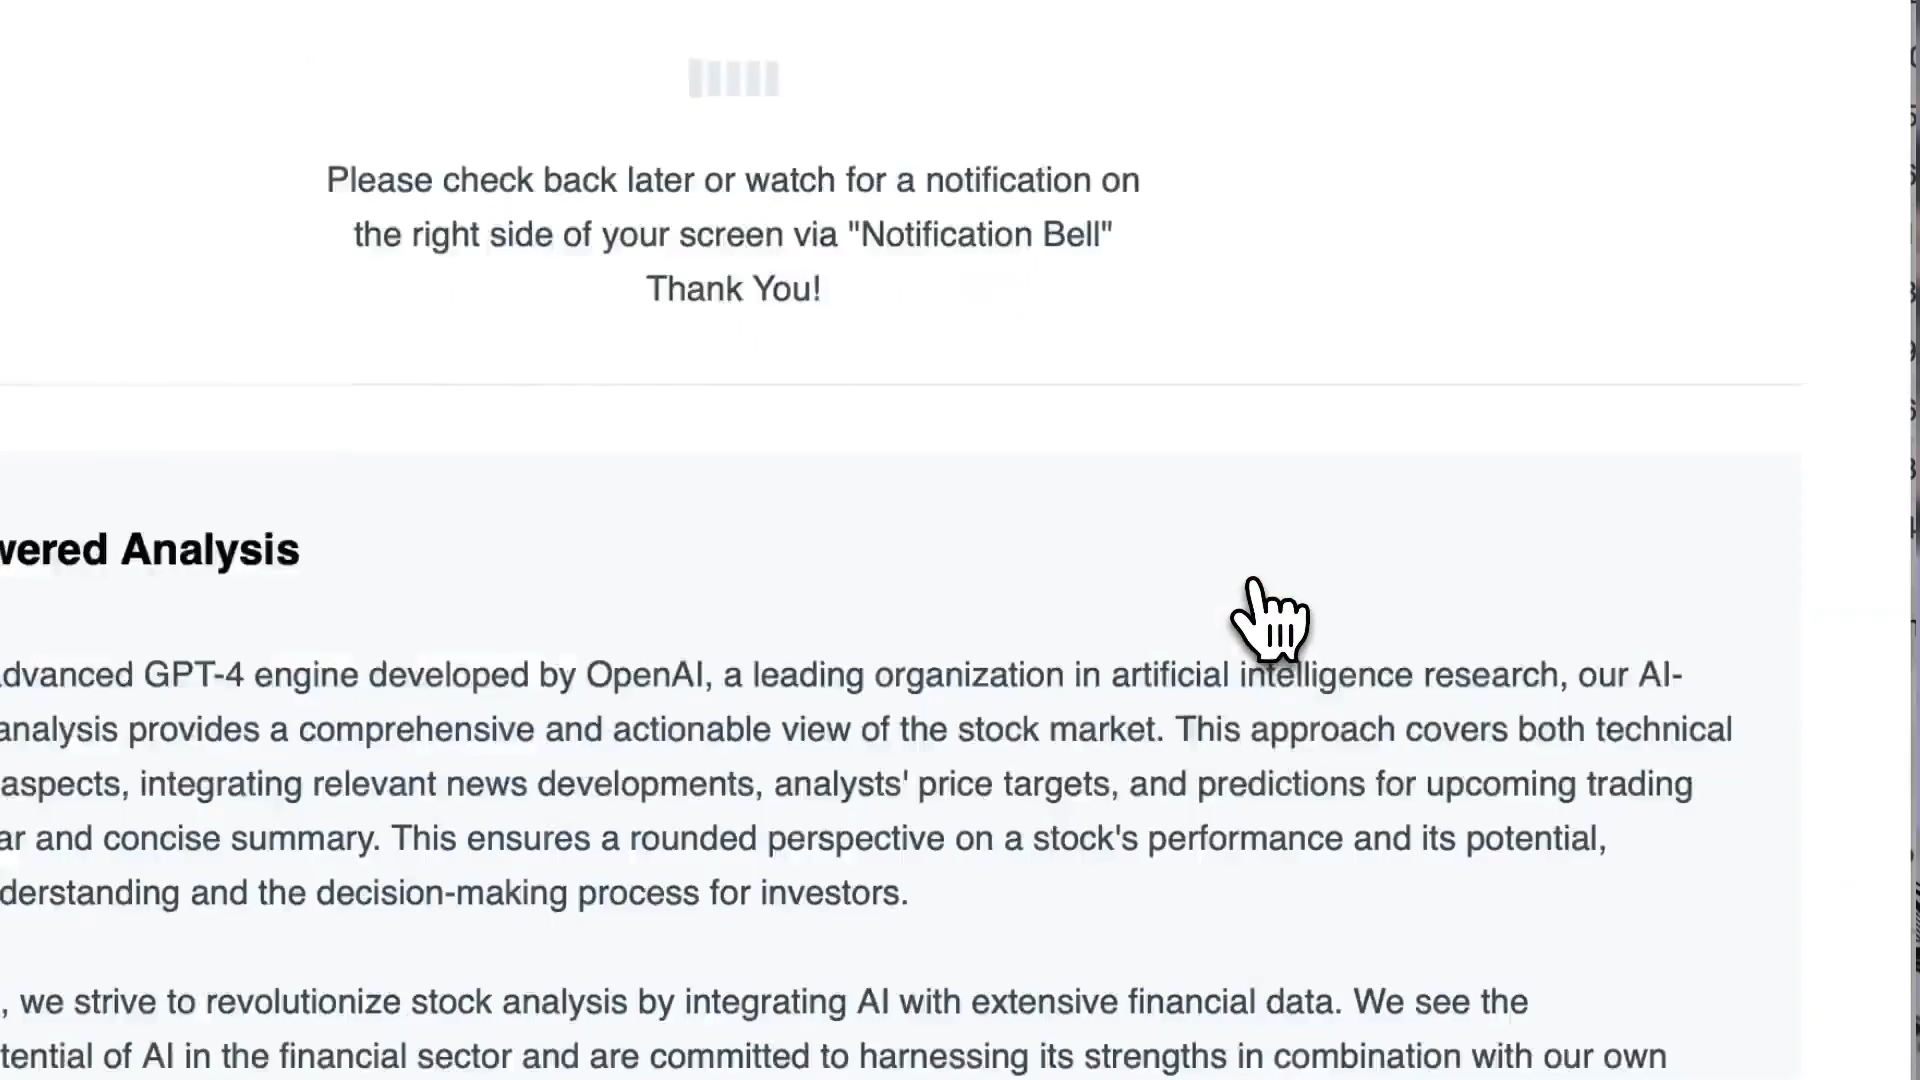 Please check back later or watch for a notification on
the right side of your screen via "Notification Bell"
Thank You!
wered Analysis
dvanced GPT-4 engine developed by OpenAI, a leading organization in artificial intelligence research, our AI-
analysis provides a comprehensive and actionable view of the stock market. This approach covers both technical
aspects, integrating relevant news developments, analysts' price targets, and predictions for upcoming trading
ar and concise summary. This ensures a rounded perspective on a stock's performance and its potential,
derstanding and the decision-making process for investors.
, we strive to revolutionize stock analysis by integrating AI with extensive financial data. We see the
tential of AI in the financial sector and are committed to harnessing its strengths in combination with our own